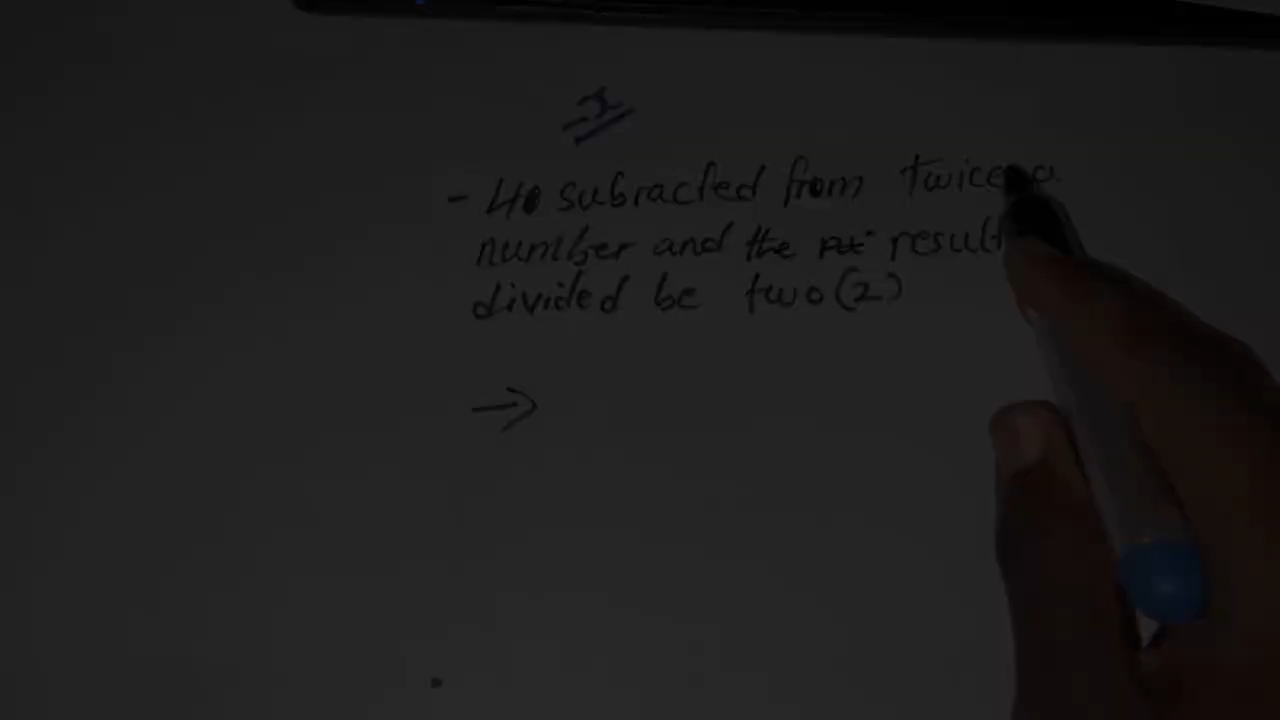 x
- 40 subracted from twice a
number and the result
divided be two (2)
→